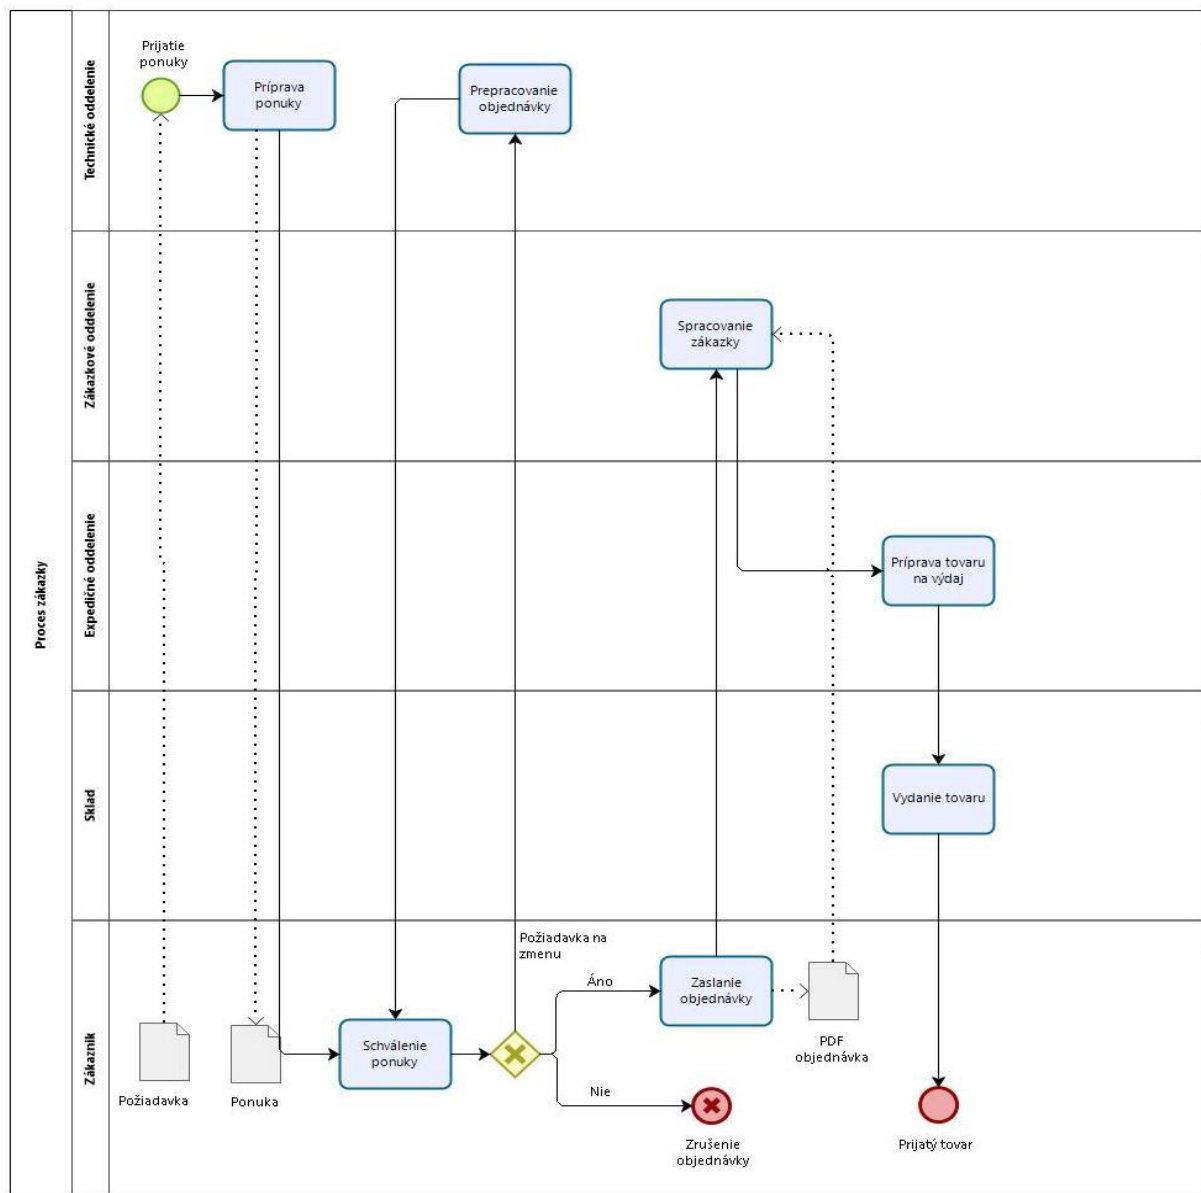 Proces zákazky
Technické oddelenie
Prijatie
ponuky
Príprava
ponuky
Prepracovanie
objednávky
Zákazkové oddelenie
Spracovanie
zákazky
Expedičné oddelenie
Príprava tovaru
na výdaj
Sklad
Vydanie tovaru
Zákazník
Požiadavka
Ponuka
Schválenie
ponuky
Požiadavka na
zmenu
Áno
Nie
Zaslanie
objednávky
PDF
objednávka
Zrušenie
objednávky
Prijatý tovar